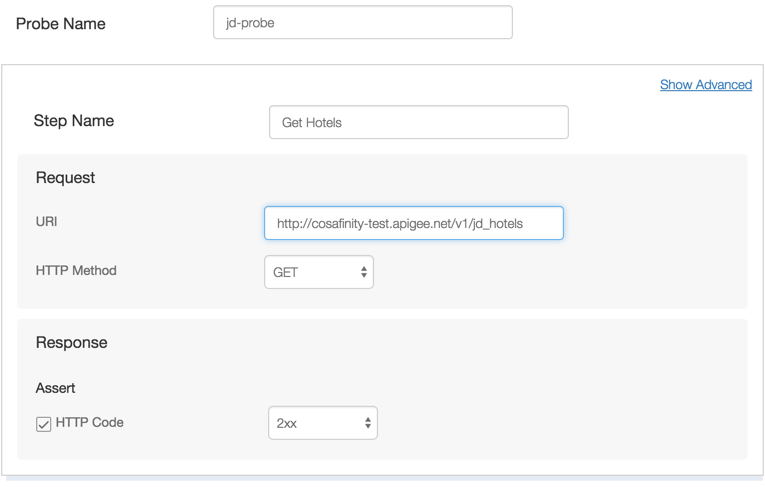 Probe Name
jd-probe
Show Advanced
Step Name
Get Hotels
Request
URI
http://cosafinity-test.apigee.net/v1/jd_hotels
HTTP Method
GET
Response
Assert
HTTP Code
2xx